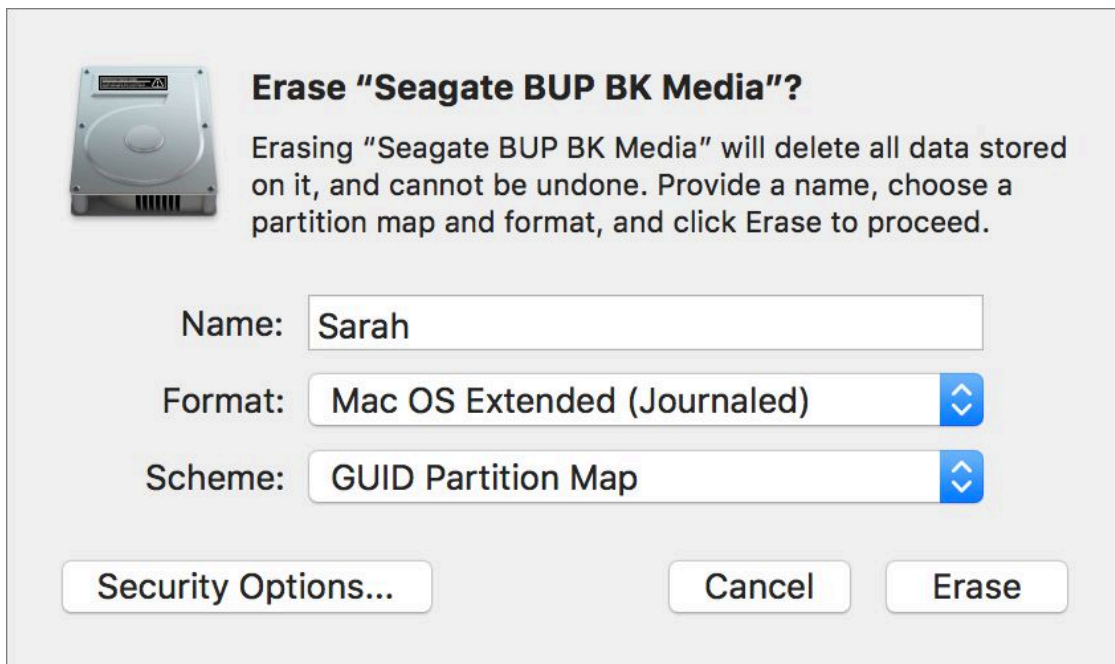 Erase “Seagate BUP BK Media”?
Erasing “Seagate BUP BK Media” will delete all data stored
on it, and cannot be undone. Provide a name, choose a
partition map and format, and click Erase to proceed.
Name: Sarah
Format: Mac OS Extended (Journaled)
Scheme: GUID Partition Map
Security Options... Cancel Erase